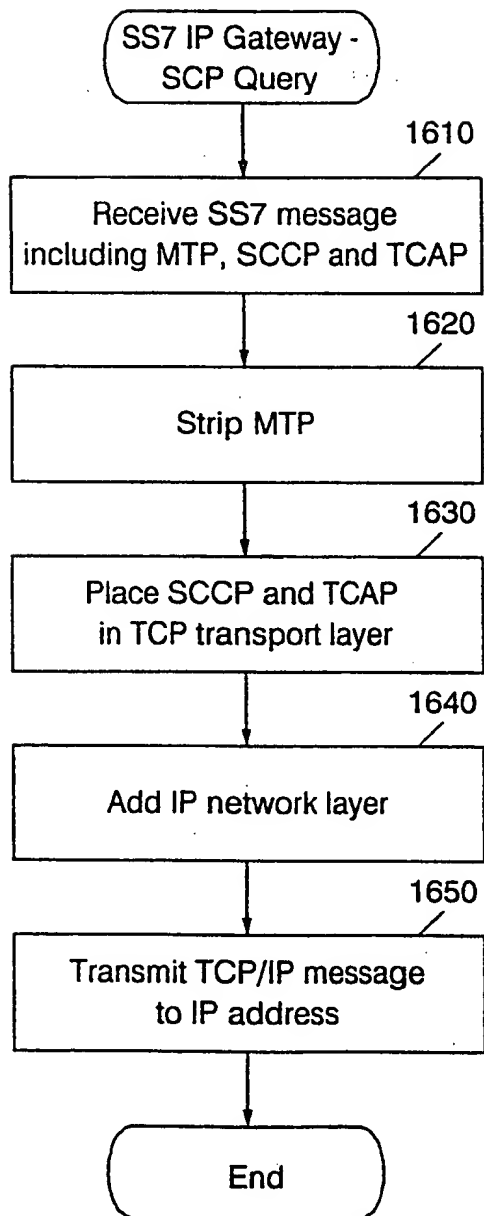 SS7 IP Gateway -
SCP Query
1610
Receive SS7 message
including MTP, SCCP and TCAP
1620
Strip MTP
1630
Place SCCP and TCAP
in TCP transport layer
1640
Add IP network layer
1650
Transmit TCP/IP message
to IP address
End